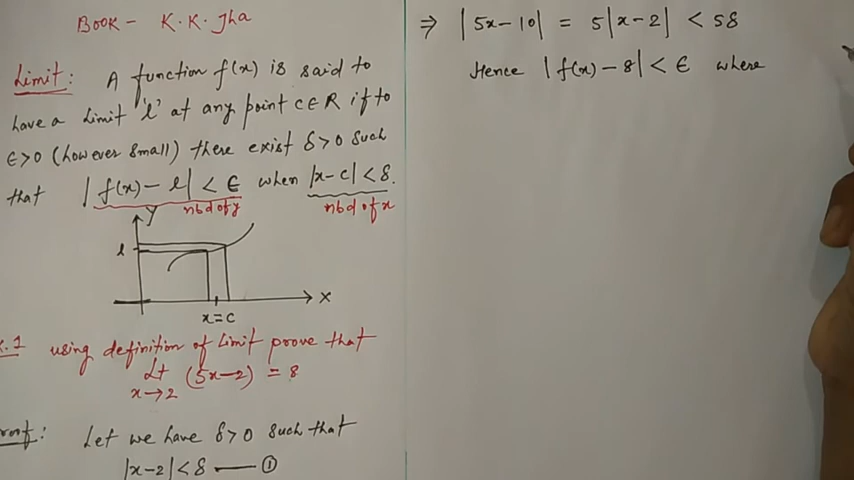 BOOK - K.K. Jha
Limit: A function f(x) is said to
have a limit 'l' at any point c∈R if to
∈>0 (however small) there exist δ>0 such
that |f(x) - l| < ∈ when |x-c| < δ.
nbd of y nbd of x
Y
l
X
x=c
x.1 using definition of limit prove that
Lt (5x-2) = 8
x→2
roof: Let we have δ>0 such that
|x-2| < δ —— ①
⇒ |5x-10| = 5|x-2| < 5δ
Hence |f(x) - 8| < ∈ where